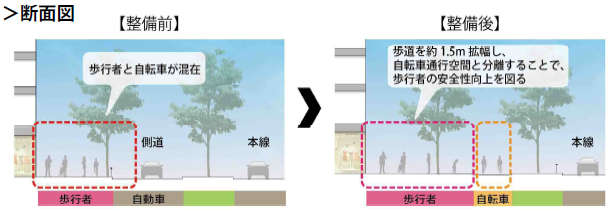 ＞断面図
【整備前】
歩行者と自転車が混在
側道
本線
歩行者
自動車
【整備後】
歩道を約1.5m拡幅し、
自転車通行空間と分離することで、
歩行者の安全性向上を図る
本線
歩行者
自転車